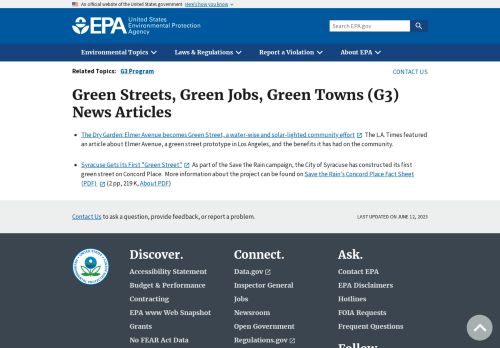 An official website of the United States government Here's how you know
EPA United States
Environmental Protection
Agency
Search EPA.gov
Environmental Topics Laws & Regulations Report a Violation About EPA
Related Topics: G3 Program
CONTACT US
Green Streets, Green Jobs, Green Towns (G3)
News Articles
The Dry Garden: Elmer Avenue becomes Green Street, a water-wise and solar-lighted community effort The L.A. Times featured
an article about Elmer Avenue, a green street prototype in Los Angeles, and the benefits it has had on the community.
Syracuse Gets Its First "Green Street" As part of the Save the Rain campaign, the City of Syracuse has constructed its first
green street on Concord Place. More information about the project can be found on Save the Rain's Concord Place Fact Sheet
(PDF) (2 pp, 219 K, About PDF)
Contact Us to ask a question, provide feedback, or report a problem.
LAST UPDATED ON JUNE 12, 2023
Discover. Connect. Ask.
Accessibility Statement Data.gov Contact EPA
Budget & Performance Inspector General EPA Disclaimers
Contracting Jobs Hotlines
EPA www Web Snapshot Newsroom FOIA Requests
Grants Open Government Frequent Questions
No FEAR Act Data Regulations.gov
Follow.